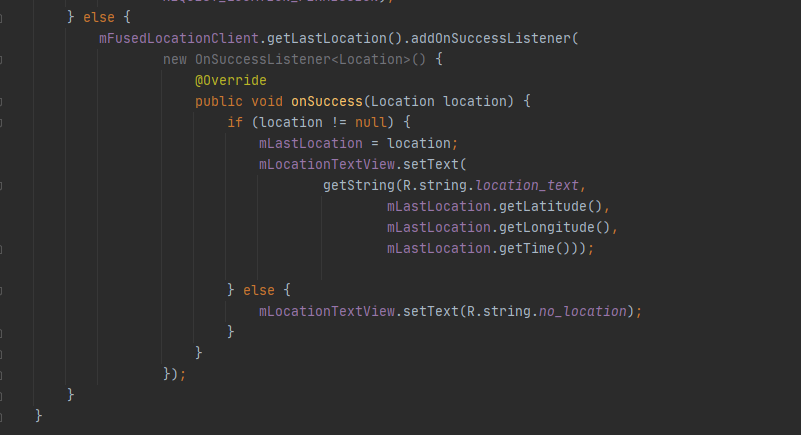 } else {
mFusedLocationClient.getLastLocation().addOnSuccessListener(
new OnSuccessListener<Location>() {
@Override
public void onSuccess(Location location) {
if (location != null) {
mLastLocation = location;
mLocationTextView.setText(
getString(R.string.location_text,
mLastLocation.getLatitude(),
mLastLocation.getLongitude(),
mLastLocation.getTime()));
} else {
mLocationTextView.setText(R.string.no_location);
}
}
});
}
}